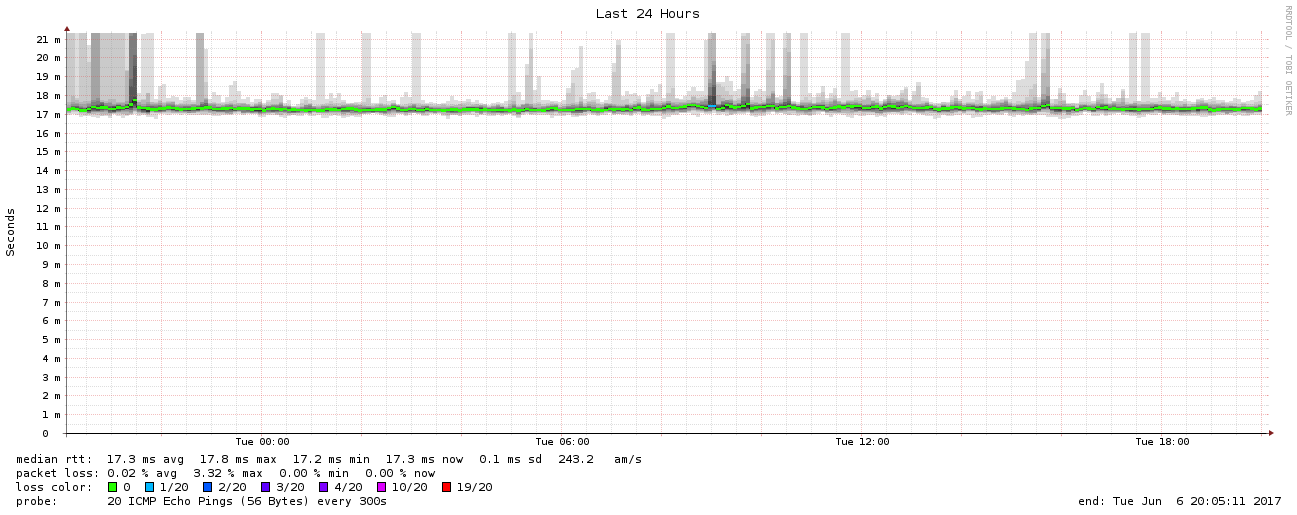 Last 24 Hours
RRDTOOL / TOBI OETIKER
Seconds
21 m
20 m
19 m
18 m
17 m
16 m
15 m
14 m
13 m
12 m
11 m
10 m
9 m
8 m
7 m
6 m
5 m
4 m
3 m
2 m
1 m
0
Tue 00:00 Tue 06:00 Tue 12:00 Tue 18:00
median rtt: 17.3 ms avg 17.8 ms max 17.2 ms min 17.3 ms now 0.1 ms sd 243.2 am/s
packet loss: 0.02 % avg 3.32 % max 0.00 % min 0.00 % now
loss color: 0 1/20 2/20 3/20 4/20 10/20 19/20
probe: 20 ICMP Echo Pings (56 Bytes) every 300s end: Tue Jun 6 20:05:11 2017